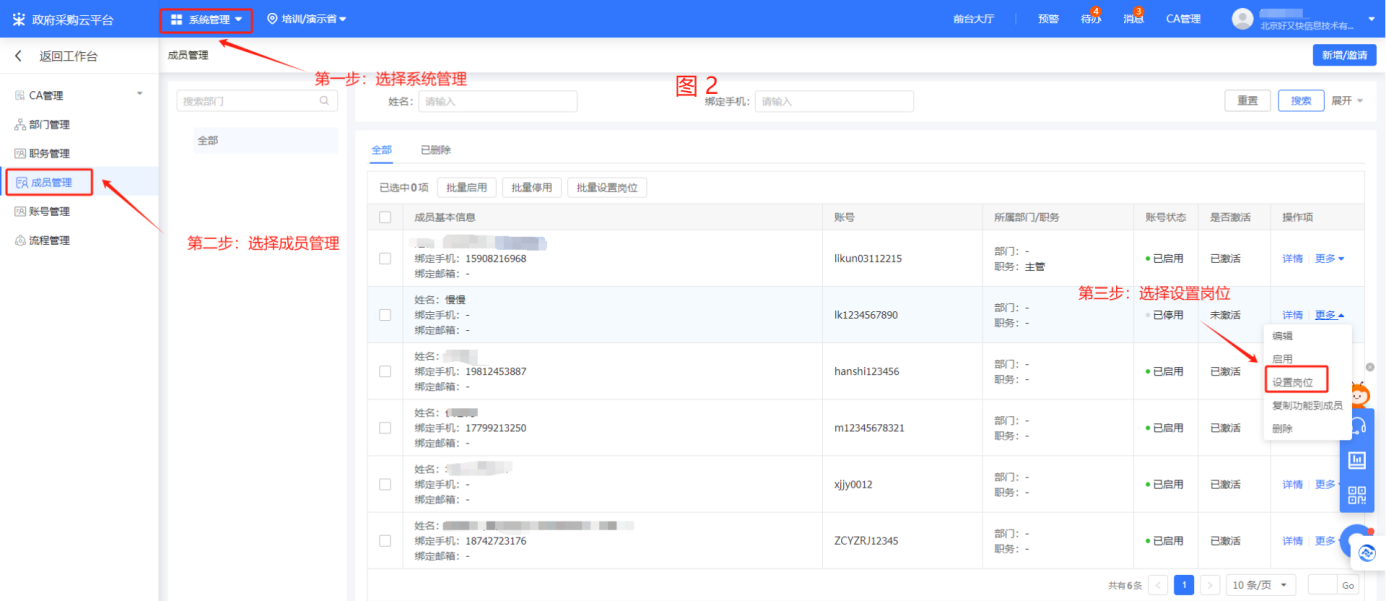 政府采购云平台
系统管理
培训/演示省
前台大厅
预警
待办
4
消息
3
CA管理
北京好又快信息技术有...
返回工作台
成员管理
新增/邀请
第一步：选择系统管理
图 2
CA管理
部门管理
职务管理
成员管理
账号管理
流程管理
搜索部门
全部
姓名：
请输入
绑定手机：
请输入
重置
搜索
展开
第二步：选择成员管理
全部
已删除
已选中0项
批量启用
批量停用
批量设置岗位
成员基本信息
账号
所属部门/职务
账号状态
是否激活
操作项
绑定手机：15908216968
绑定邮箱：-
likun03112215
部门：-
职务：主管
已启用
已激活
详情
更多
第三步：选择设置岗位
姓名：慢慢
绑定手机：-
绑定邮箱：-
lk1234567890
部门：-
职务：-
已停用
未激活
详情
更多
编辑
启用
设置岗位
复制功能到成员
删除
姓名：
绑定手机：19812453887
绑定邮箱：-
hanshi123456
部门：-
职务：-
已启用
已激活
姓名：
绑定手机：17799213250
绑定邮箱：-
m12345678321
部门：-
职务：-
已启用
已激活
姓名：
绑定手机：-
绑定邮箱：-
xjjy0012
部门：-
职务：-
已启用
已激活
详情
更多
姓名：
绑定手机：18742723176
绑定邮箱：-
ZCYZRJ12345
部门：-
职务：-
已启用
已激活
详情
更多
共有6条
1
10 条/页
Go